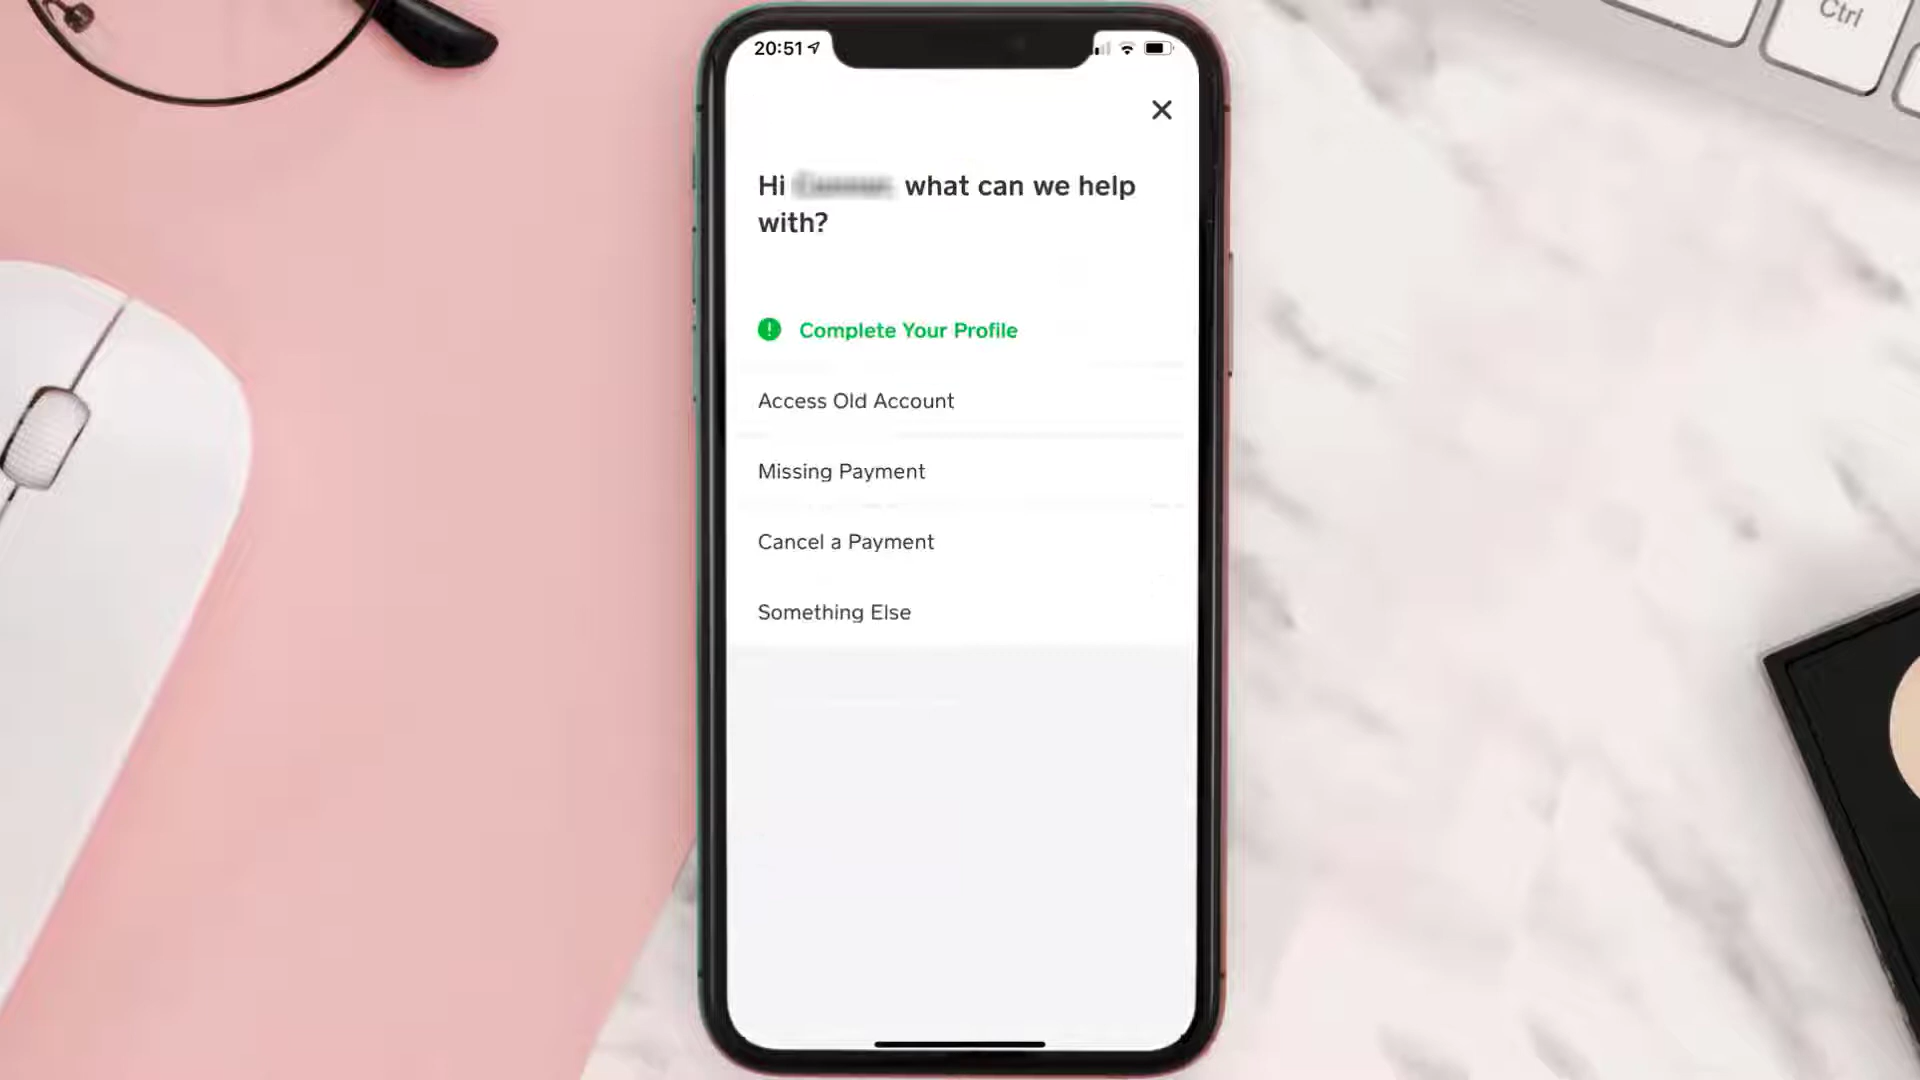 Ctrl
20:51
Hi what can we help
with?
Complete Your Profile
Access Old Account
Missing Payment
Cancel a Payment
Something Else